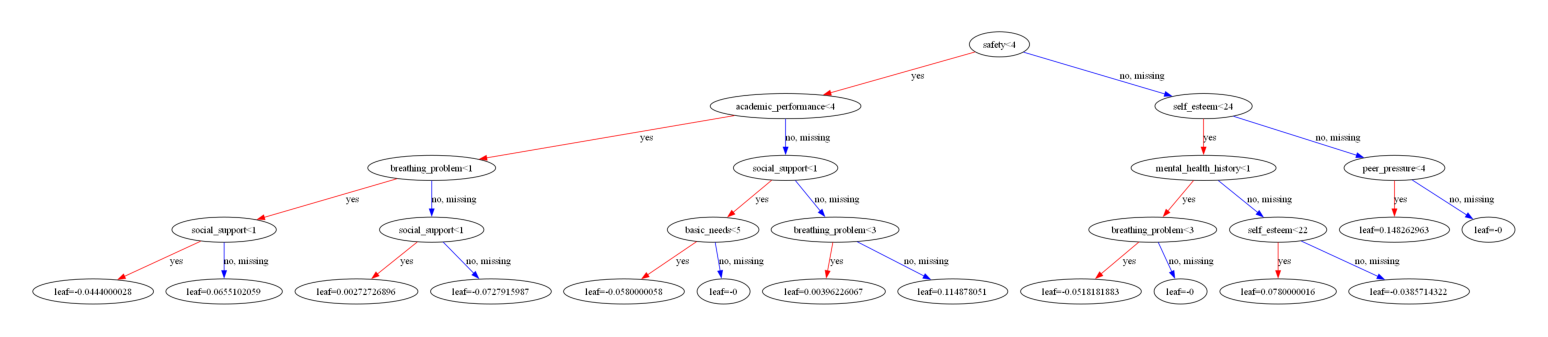 safety<4
yes
no, missing
academic_performance<4
self_esteem<24
yes
no, missing
yes
no, missing
breathing_problem<1
social_support<1
mental_health_history<1
peer_pressure<4
yes
no, missing
yes
no, missing
yes
no, missing
yes
no, missing
social_support<1
social_support<1
basic_needs<5
breathing_problem<3
breathing_problem<3
self_esteem<22
leaf=0.148262963
leaf=-0
yes
no, missing
yes
no, missing
yes
no, missing
yes
no, missing
yes
no, missing
yes
no, missing
leaf=-0.0444000028
leaf=0.0655102059
leaf=0.00272726896
leaf=-0.0727915987
leaf=-0.0580000058
leaf=-0
leaf=0.00396226067
leaf=0.114878051
leaf=-0.0518181883
leaf=-0
leaf=0.0780000016
leaf=-0.0385714322